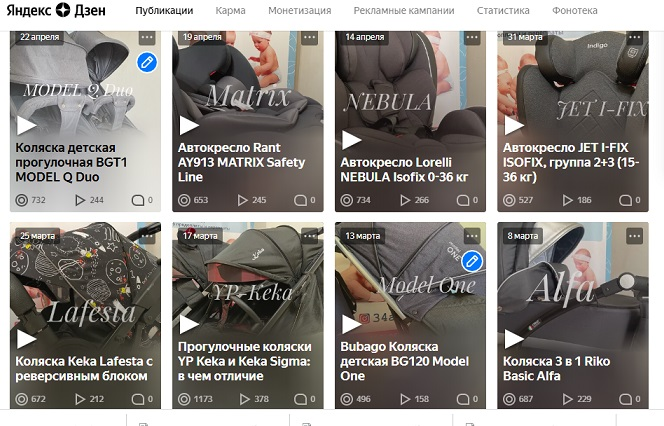 Яндекс Дзен Публикации Карма Монетизация Рекламные кампании Статистика Фонотека
22 апреля
MODEL Q Duo
Коляска детская
прогулочная BGT1
MODEL Q Duo
732 244 0
19 апреля
Matrix
Автокресло Rant
AY913 MATRIX Safety
Line
653 245 0
14 апреля
NEBULA
Автокресло Lorelli
NEBULA Isofix 0-36 кг
734 266 0
31 марта
indigo
JET I-FIX
Автокресло JET I-FIX
ISOFIX, группа 2+3 (15-
36 кг)
527 186 0
25 марта
Lafesta
Коляска Keka Lafesta с
реверсивным блоком
672 212 0
17 марта
Keka
YP-Keka
Прогулочные коляски
YP Keka и Keka Sigma:
в чем отличие
1173 378 0
13 марта
ONE
Model One
34a
Bubago Коляска
детская BG120 Model
One
496 158 0
8 марта
Alfa
Коляска 3 в 1 Riko
Basic Alfa
687 229 0